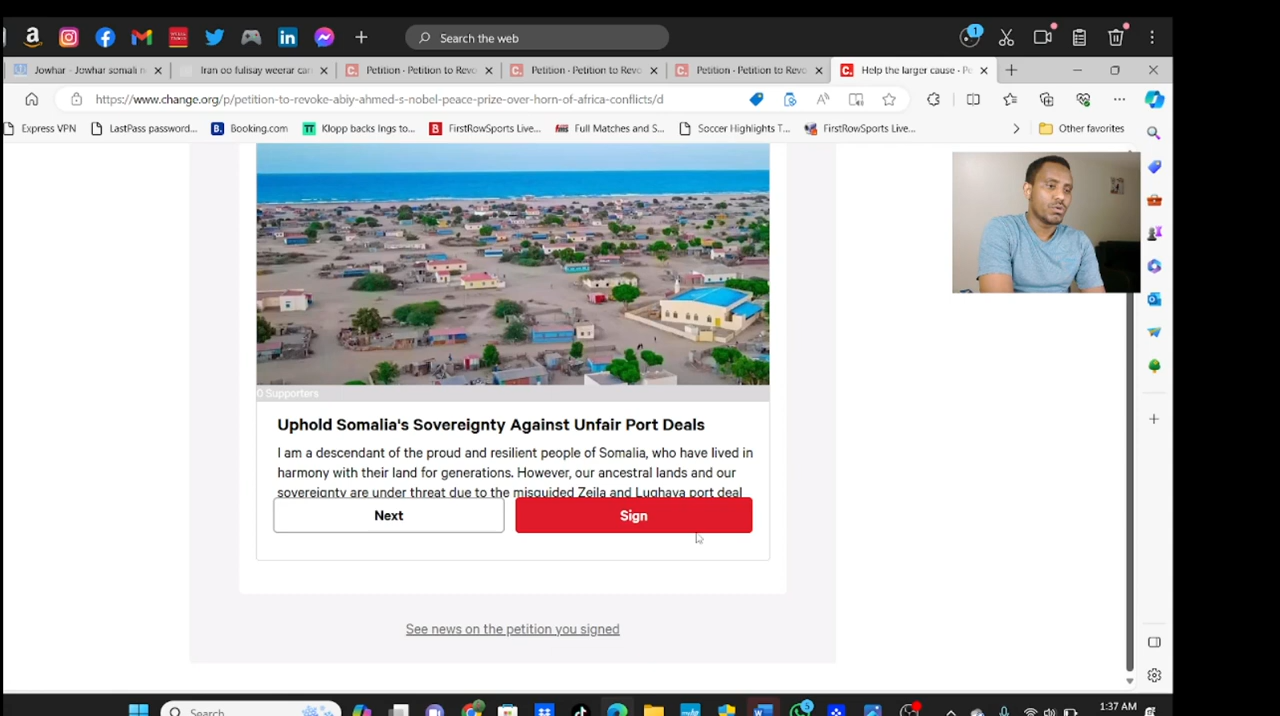 Search the web
1
Jowhar - Jowhar somali n
Iran oo fulisay weerar car
Petition · Petition to Revo
Petition · Petition to Revo
Petition · Petition to Revo
Help the larger cause · Pe
https://www.change.org/p/petition-to-revoke-abiy-ahmed-s-nobel-peace-prize-over-horn-of-africa-conflicts/d
Express VPN
LastPass password...
Booking.com
Klopp backs Ings to...
FirstRowSports Live...
Full Matches and S...
Soccer Highlights T...
FirstRowSports Live...
Other favorites
0 Supporters
Uphold Somalia's Sovereignty Against Unfair Port Deals
I am a descendant of the proud and resilient people of Somalia, who have lived in
harmony with their land for generations. However, our ancestral lands and our
sovereignty are under threat due to the misguided Zeila and Lughaya port deal
Next
Sign
See news on the petition you signed
Search
5
1:37 AM